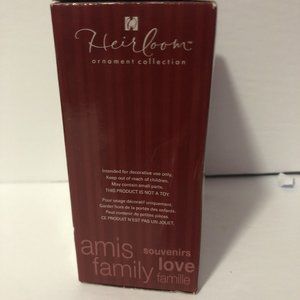 Heirloom™
ornament collection
Intended for decorative use only.
Keep out of reach of children.
May contain small parts.
THIS PRODUCT IS NOT A TOY.
Pour usage décoratif uniquement.
Garder hors de la portée des enfants.
Peut contenir de petites pièces.
CE PRODUIT N'EST PAS UN JOUET.
amis souvenirs
family love
famille